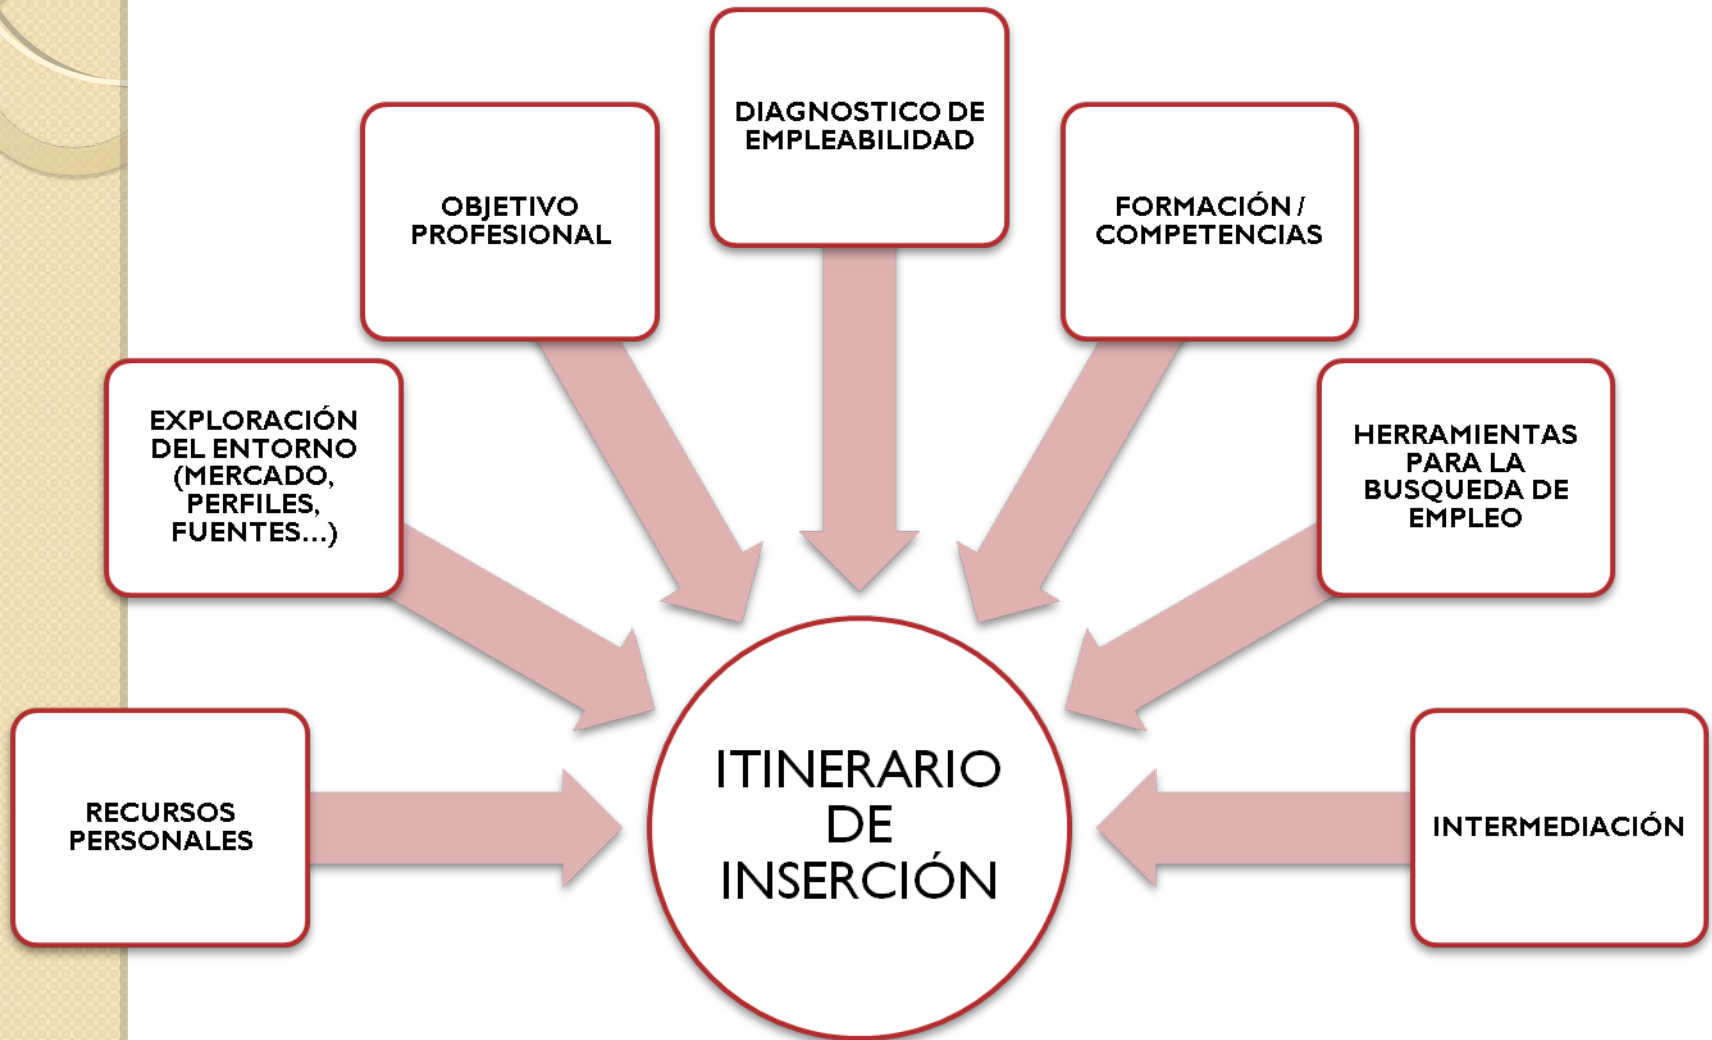 DIAGNOSTICO DE
EMPLEABILIDAD
OBJETIVO
PROFESIONAL
FORMACIÓN /
COMPETENCIAS
EXPLORACIÓN
DEL ENTORNO
(MERCADO,
PERFILES,
FUENTES...)
HERRAMIENTAS
PARA LA
BUSQUEDA DE
EMPLEO
RECURSOS
PERSONALES
ITINERARIO
DE
INSERCIÓN
INTERMEDIACIÓN